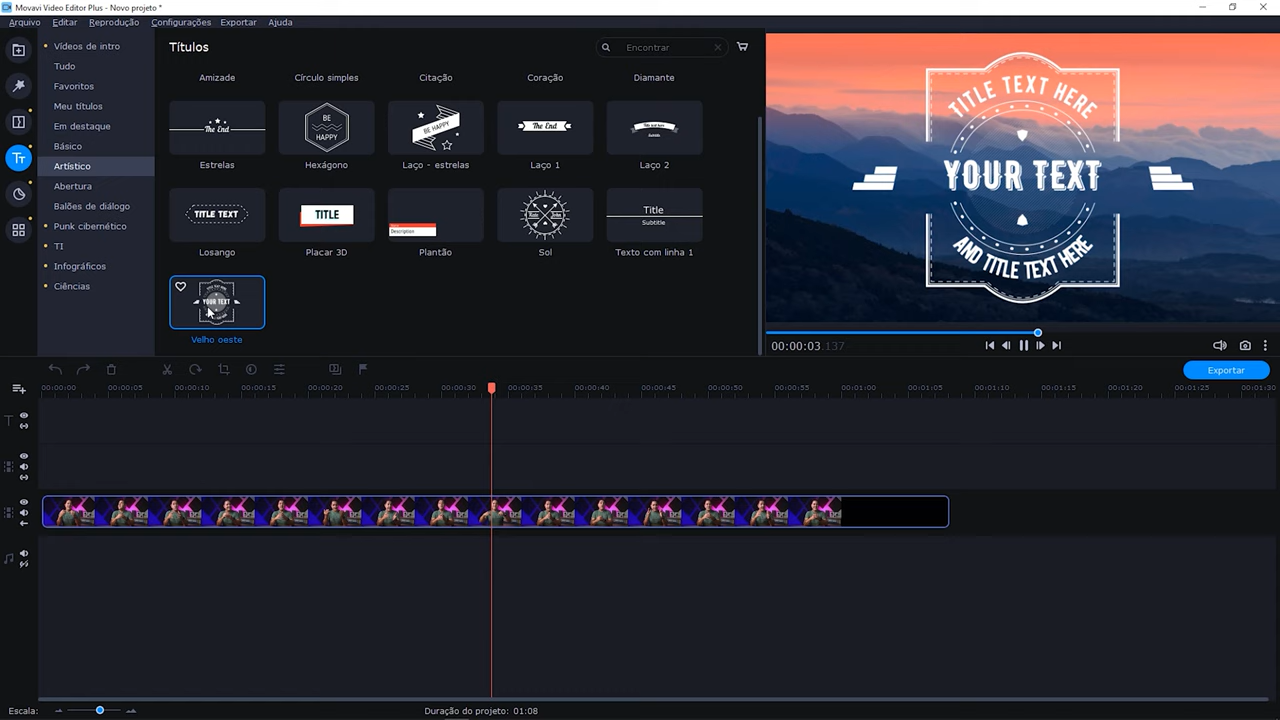 Movavi Video Editor Plus - Novo projeto *
Arquivo Editar Reprodução Configurações Exportar Ajuda
Vídeos de intro
Tudo
Favoritos
Meu títulos
Em destaque
Básico
Artístico
Abertura
Balões de diálogo
Punk cibernético
TI
Infográficos
Ciências
Títulos
Encontrar
Amizade Círculo simples Citação Coração Diamante
The End BE HAPPY BE HAPPY The End
Estrelas Hexágono Laço - estrelas Laço 1 Laço 2
TITLE TEXT TITLE Description Title Subtitle
Losango Placar 3D Plantão Sol Texto com linha 1
YOUR TEXT
Velho oeste
TITLE TEXT HERE
YOUR TEXT
AND TITLE TEXT HERE
00:00:03.137
Exportar
00:00:00 00:00:05 00:00:10 00:00:15 00:00:20 00:00:25 00:00:30 00:00:35 00:00:40 00:00:45 00:00:50 00:00:55 00:01:00 00:01:05 00:01:10 00:01:15 00:01:20 00:01:25 00:01:30
Tt
T
Escala:
Duração do projeto: 01:08